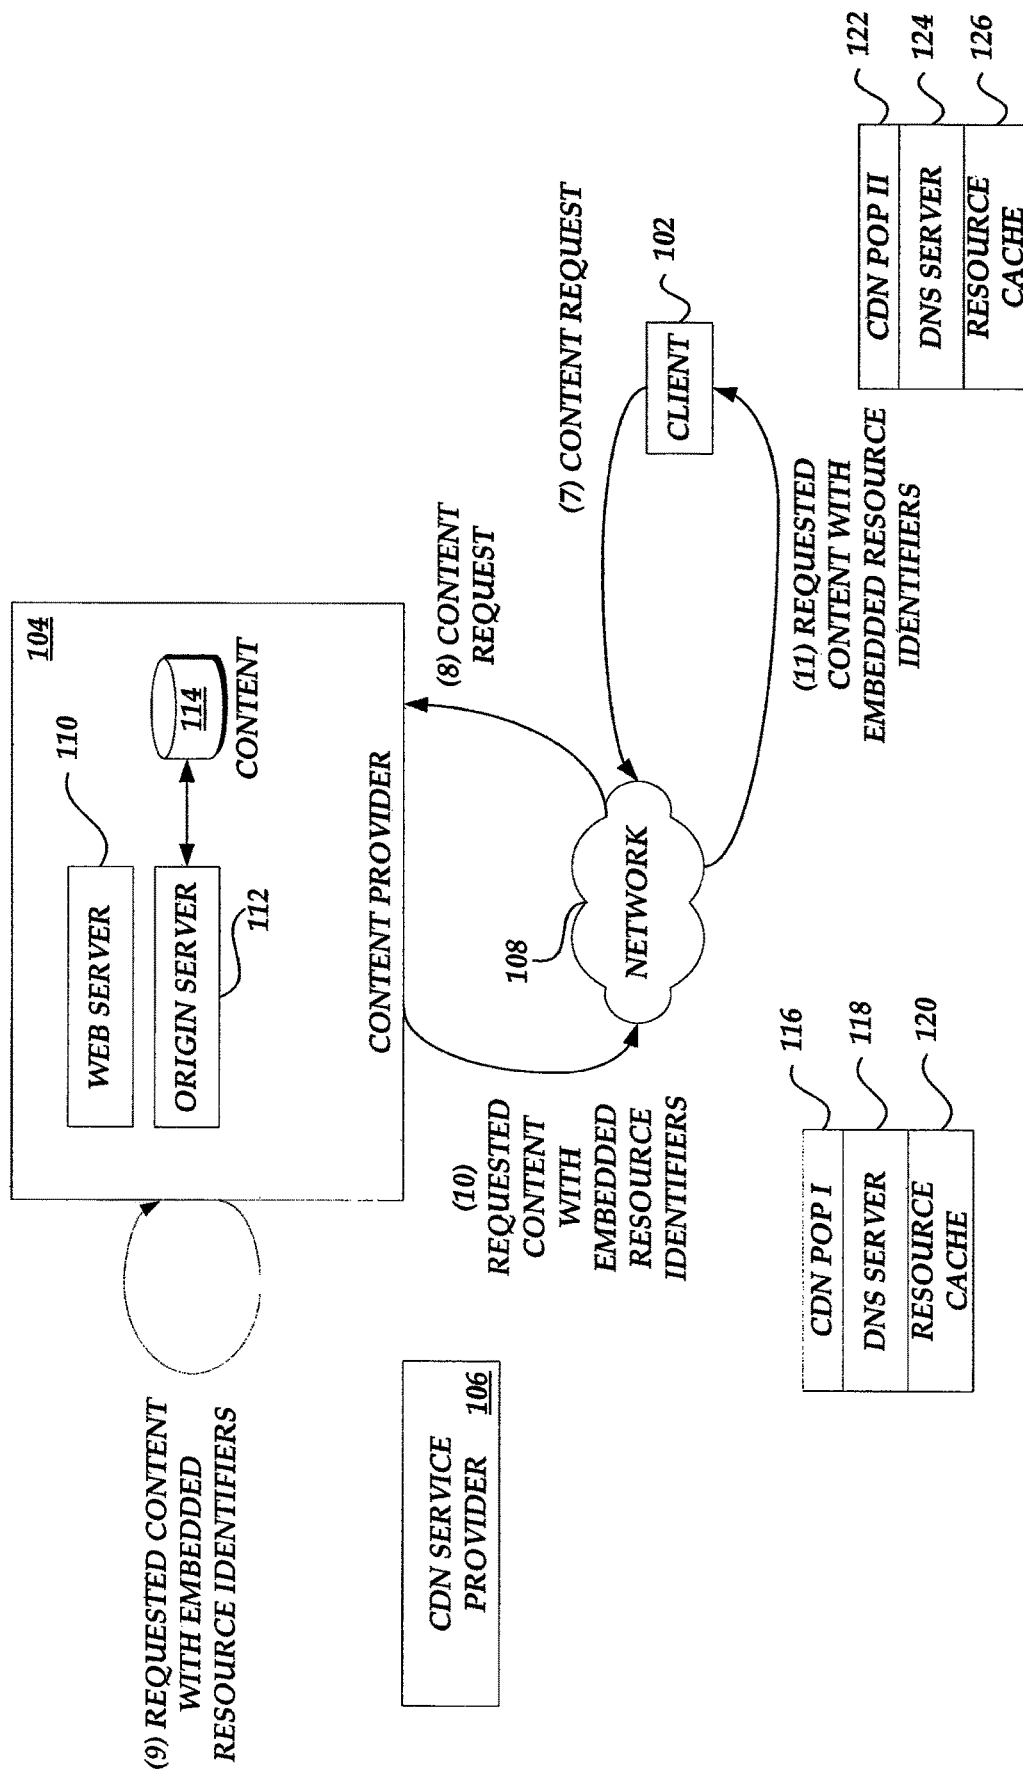 104
110
WEB SERVER
ORIGIN SERVER
112
114
CONTENT
CONTENT PROVIDER
(9) REQUESTED CONTENT
WITH EMBEDDED
RESOURCE IDENTIFIERS
(8) CONTENT
REQUEST
(7) CONTENT REQUEST
(10)
REQUESTED
CONTENT
WITH
EMBEDDED
RESOURCE
IDENTIFIERS
108
NETWORK
CLIENT
102
CDN SERVICE
PROVIDER
106
(11) REQUESTED
CONTENT WITH
EMBEDDED RESOURCE
IDENTIFIERS
CDN POP I
116
DNS SERVER
118
RESOURCE
CACHE
120
CDN POP II
122
DNS SERVER
124
RESOURCE
CACHE
126